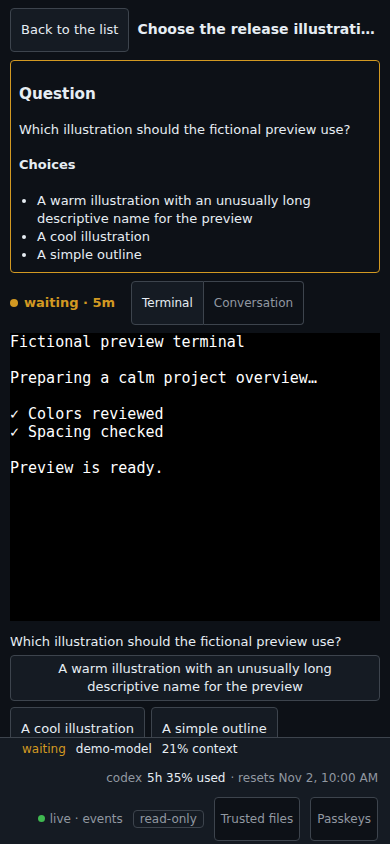 Back to the list
Choose the release illustrati…
Question
Which illustration should the fictional preview use?
Choices
• A warm illustration with an unusually long
descriptive name for the preview
• A cool illustration
• A simple outline
waiting · 5m
Terminal
Conversation
Fictional preview terminal
Preparing a calm project overview…
✓ Colors reviewed
✓ Spacing checked
Preview is ready.
Which illustration should the fictional preview use?
A warm illustration with an unusually long
descriptive name for the preview
A cool illustration
A simple outline
waiting demo-model 21% context
codex 5h 35% used · resets Nov 2, 10:00 AM
live · events
read-only
Trusted files
Passkeys